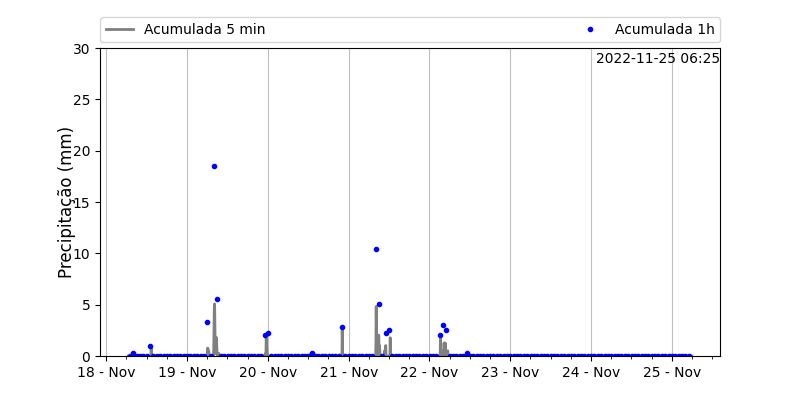 Acumulada 5 min
Acumulada 1h
2022-11-25 06:25
Precipitação (mm)
30
25
20
15
10
5
0
18 - Nov
19 - Nov
20 - Nov
21 - Nov
22 - Nov
23 - Nov
24 - Nov
25 - Nov